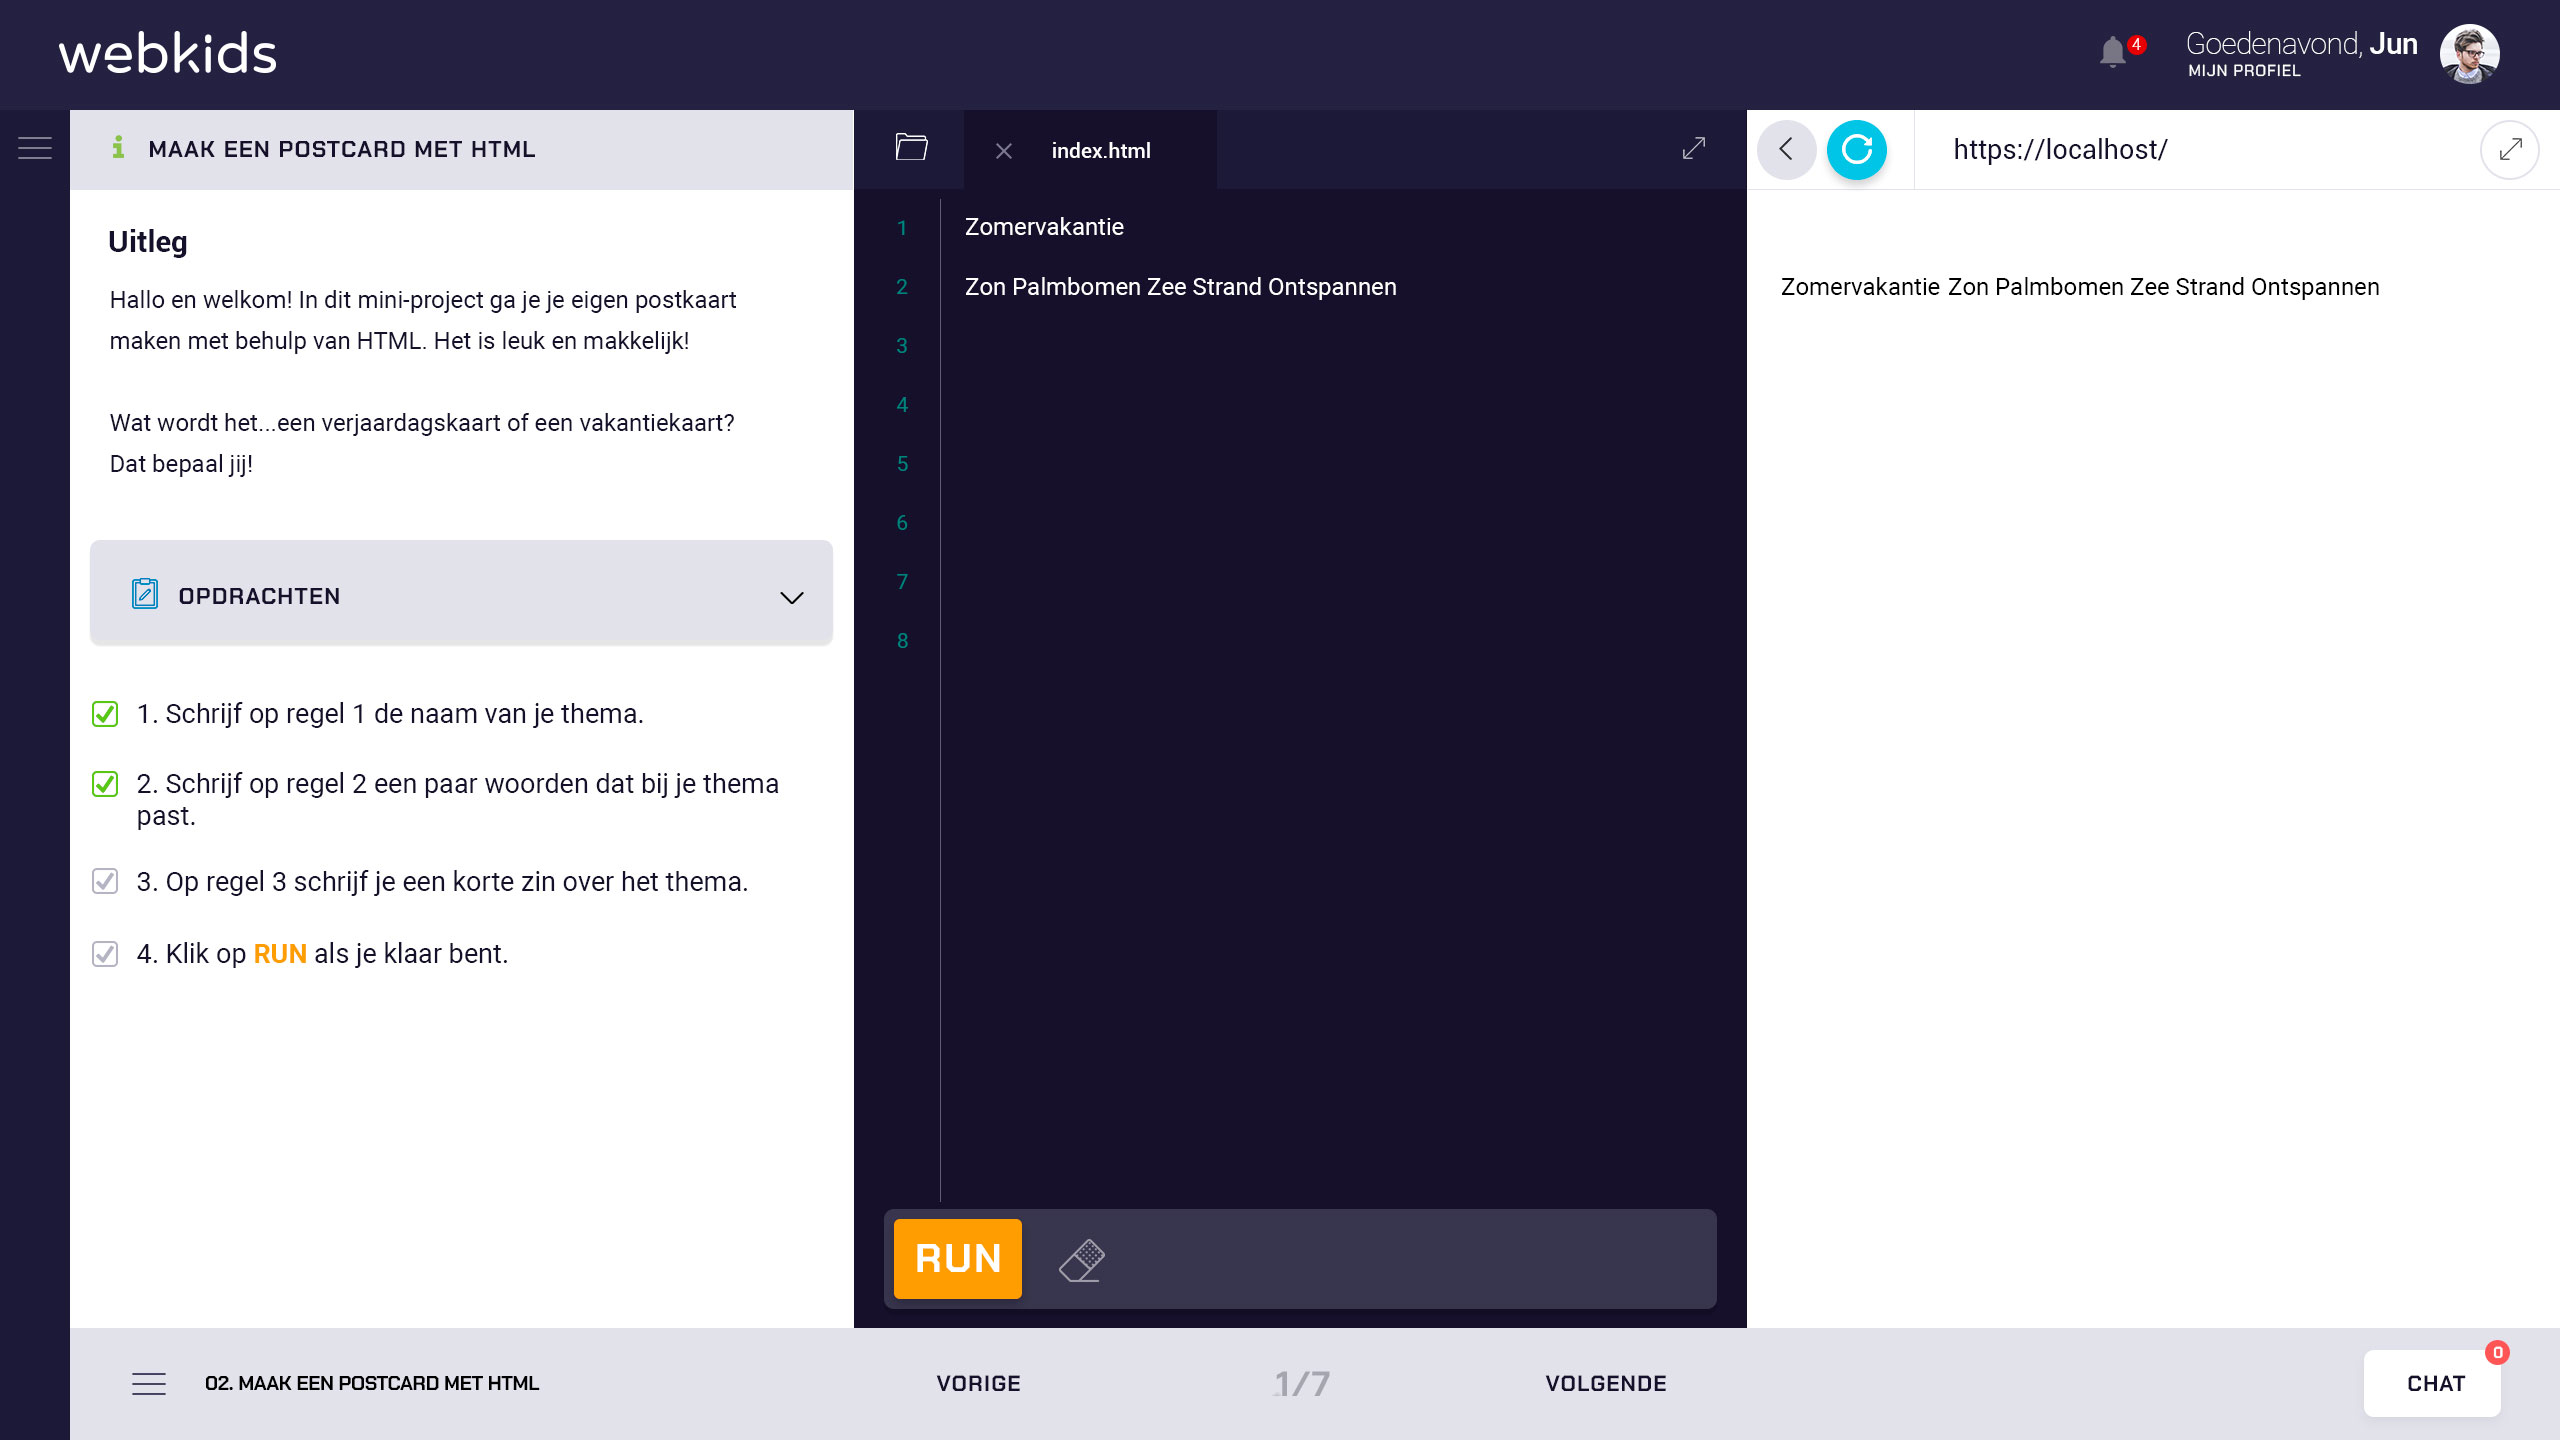 webkids
4
Goedenavond, Jun
MIJN PROFIEL
MAAK EEN POSTCARD MET HTML
Uitleg
Hallo en welkom! In dit mini-project ga je je eigen postkaart
maken met behulp van HTML. Het is leuk en makkelijk!
Wat wordt het...een verjaardagskaart of een vakantiekaart?
Dat bepaal jij!
OPDRACHTEN
1. Schrijf op regel 1 de naam van je thema.
2. Schrijf op regel 2 een paar woorden dat bij je thema
past.
3. Op regel 3 schrijf je een korte zin over het thema.
4. Klik op RUN als je klaar bent.
index.html
1 Zomervakantie
2 Zon Palmbomen Zee Strand Ontspannen
3
4
5
6
7
8
RUN
https://localhost/
Zomervakantie Zon Palmbomen Zee Strand Ontspannen
02. MAAK EEN POSTCARD MET HTML
VORIGE
1/7
VOLGENDE
CHAT
0